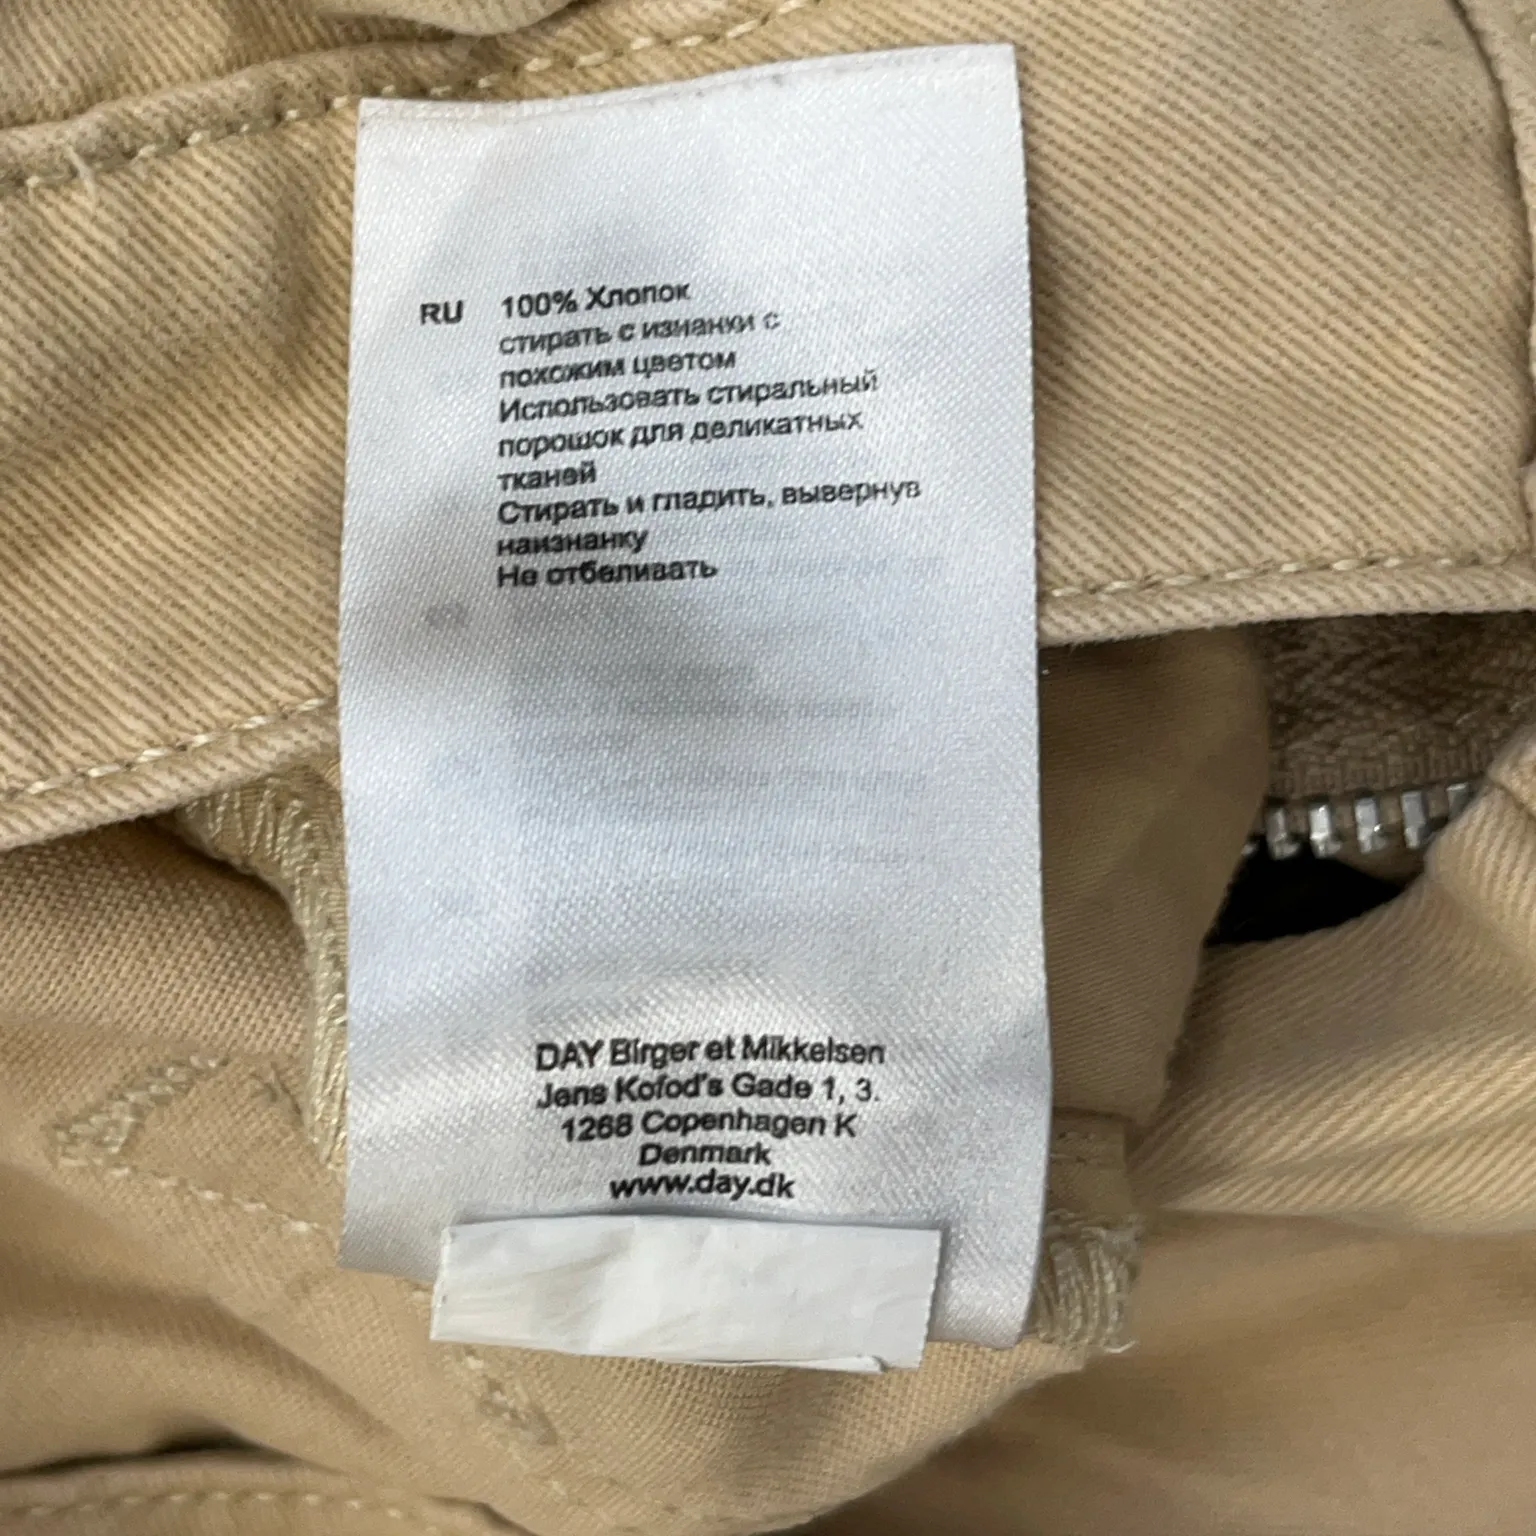 RU 100% Хлопок
стирать с изнанки с
похожим цветом
Использовать стиральный
порошок для деликатных
тканей
Стирать и гладить, вывернув
наизнанку
Не отбеливать
DAY Birger et Mikkelsen
Jens Kofod's Gade 1, 3.
1268 Copenhagen K
Denmark
www.day.dk